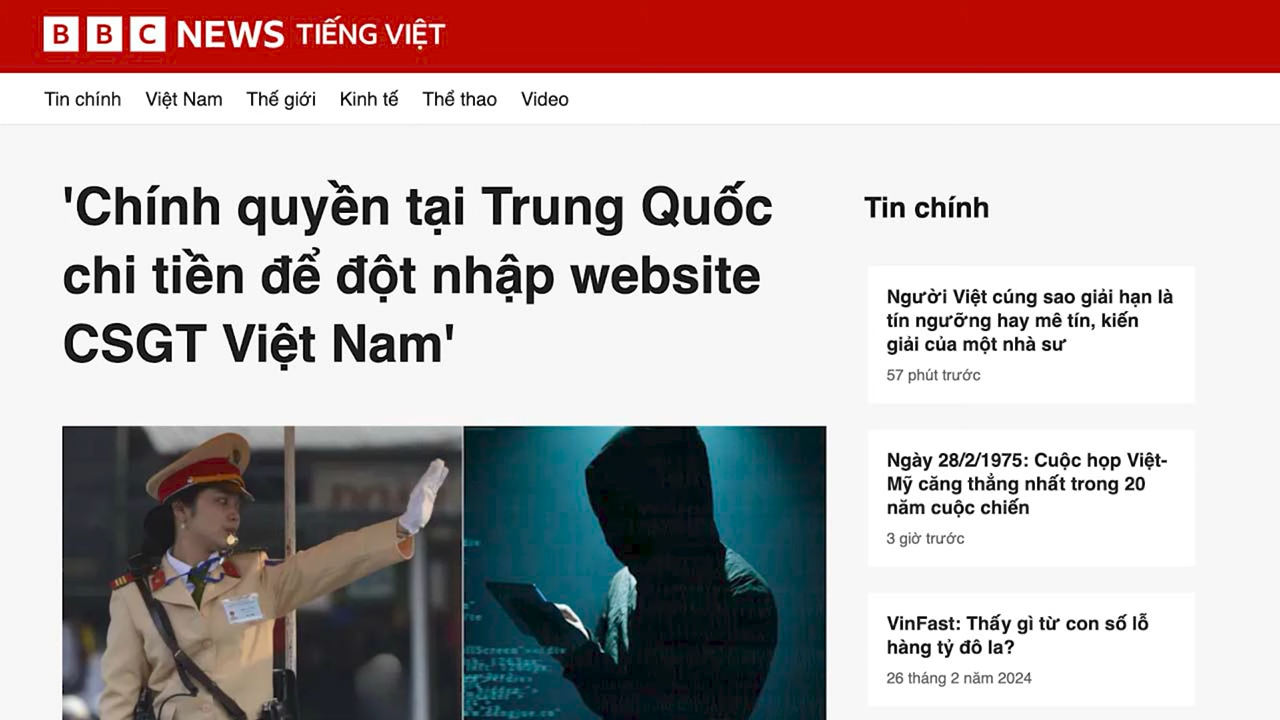 BBC NEWS TIẾNG VIỆT
Tin chính Việt Nam Thế giới Kinh tế Thể thao Video
'Chính quyền tại Trung Quốc
chi tiền để đột nhập website
CSGT Việt Nam'
Tin chính
Người Việt cúng sao giải hạn là
tín ngưỡng hay mê tín, kiến
giải của một nhà sư
57 phút trước
Ngày 28/2/1975: Cuộc họp Việt-
Mỹ căng thẳng nhất trong 20
năm cuộc chiến
3 giờ trước
VinFast: Thấy gì từ con số lỗ
hàng tỷ đô la?
26 tháng 2 năm 2024